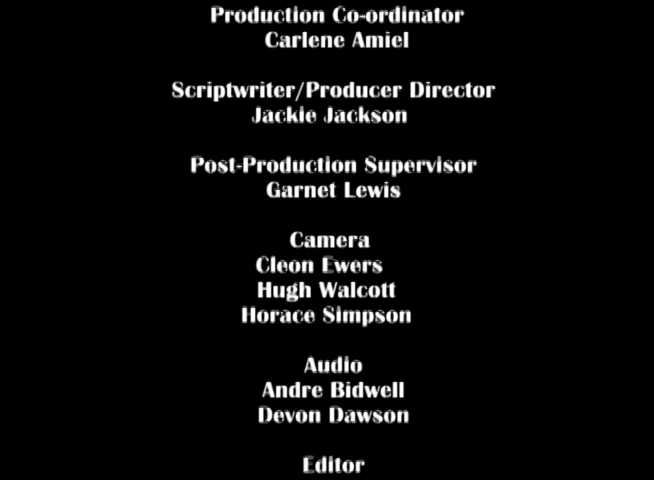 Production Co-ordinator
Carlene Amiel
Scriptwriter/Producer Director
Jackie Jackson
Post-Production Supervisor
Garnet Lewis
Camera
Cleon Ewers
Hugh Walcott
Horace Simpson
Audio
Andre Bidwell
Devon Dawson
Editor